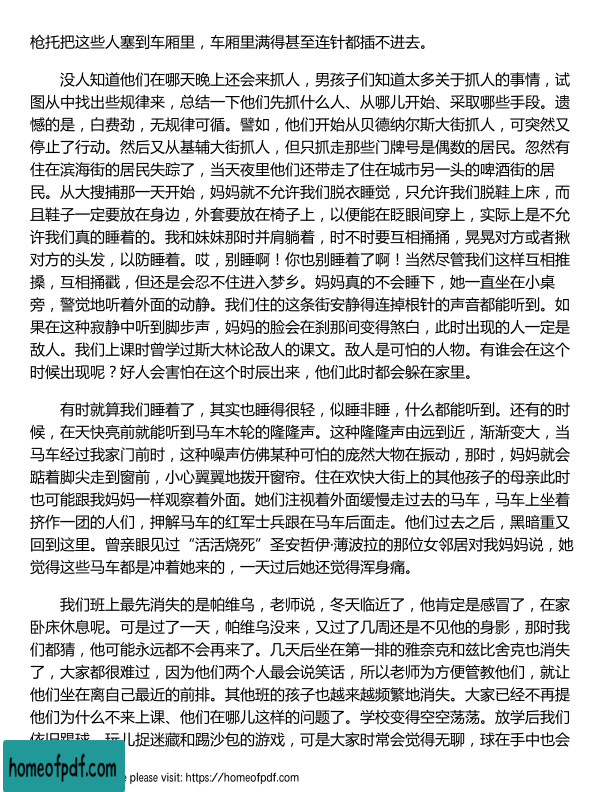 枪托把这些人塞到车厢里，车厢里满得甚至连针都插不进去。
没人知道他们在哪天晚上还会来抓人，男孩子们知道太多关于抓人的事情，试
图从中找出些规律来，总结一下他们先抓什么人、从哪儿开始、采取哪些手段。遗
憾的是，白费劲，无规律可循。譬如，他们开始从贝德纳尔斯大街抓人，可突然又
停止了行动。然后又从基辅大街抓人，但只抓走那些门牌号是偶数的居民。忽然有
住在滨海街的居民失踪了，当天夜里他们还带走了住在城市另一头的啤酒街的居
民。从大搜捕那一天开始，妈妈就不允许我们脱衣睡觉，只允许我们脱鞋上床，而
且鞋子一定要放在身边，外套要放在椅子上，以便能在眨眼间穿上，实际上是不允
许我们真的睡着的。我和妹妹那时并肩躺着，时不时要互相捅捅，晃晃对方或者揪
对方的头发，以防睡着。哎，别睡啊！你也别睡着了啊！当然尽管我们这样互相推
搡，互相捅戳，但还是会忍不住进入梦乡。妈妈真的不会睡下，她一直坐在小桌
旁，警觉地听着外面的动静。我们住的这条街安静得连掉根针的声音都能听到。如
果在这种寂静中听到脚步声，妈妈的脸会在刹那间变得煞白，此时出现的人一定是
敌人。我们上课时曾学过斯大林论敌人的课文。敌人是可怕的人物。有谁会在这个
时候出现呢？好人会害怕在这个时辰出来，他们此时都会躲在家里。
有时就算我们睡着了，其实也睡得很轻，似睡非睡，什么都能听到。还有的时
候，在天快亮前就能听到马车木轮的隆隆声。这种隆隆声由远到近，渐渐变大，当
马车经过我家门前时，这种噪声仿佛某种可怕的庞然大物在振动，那时，妈妈就会
踮着脚尖走到窗前，小心翼翼地拨开窗帘。住在欢快大街上的其他孩子的母亲此时
也可能跟我妈妈一样观察着外面。她们注视着外面缓慢走过去的马车，马车上坐着
挤作一团的人们，押解马车的红军士兵跟在马车后面走。他们过去之后，黑暗重又
回到这里。曾亲眼见过“活活烧死”圣安哲伊·薄波拉的那位女邻居对我妈妈说，她
觉得这些马车都是冲着她来的，一天过后她还觉得浑身痛。
我们班上最先消失的是帕维乌，老师说，冬天临近了，他肯定是感冒了，在家
卧床休息呢。可是过了一天，帕维乌没来，又过了几周还是不见他的身影，那时我
们都猜，他可能永远都不会再来了。几天后坐在第一排的雅奈克和兹比舍克也消失
了，大家都很难过，因为他们两个人最会说笑话，所以老师为方便管教他们，就让
他们坐在离自己最近的前排。其他班的孩子也越来越频繁地消失。大家已经不再提
他们为什么不来上课、他们在哪儿这样的问题了。学校变得空空荡荡。放学后我们
依旧踢球、玩儿捉迷藏和踢沙包的游戏，可是大家时常会觉得无聊，球在手中也会
homeofpdf.com
e please visit: https://homeofpdf.com